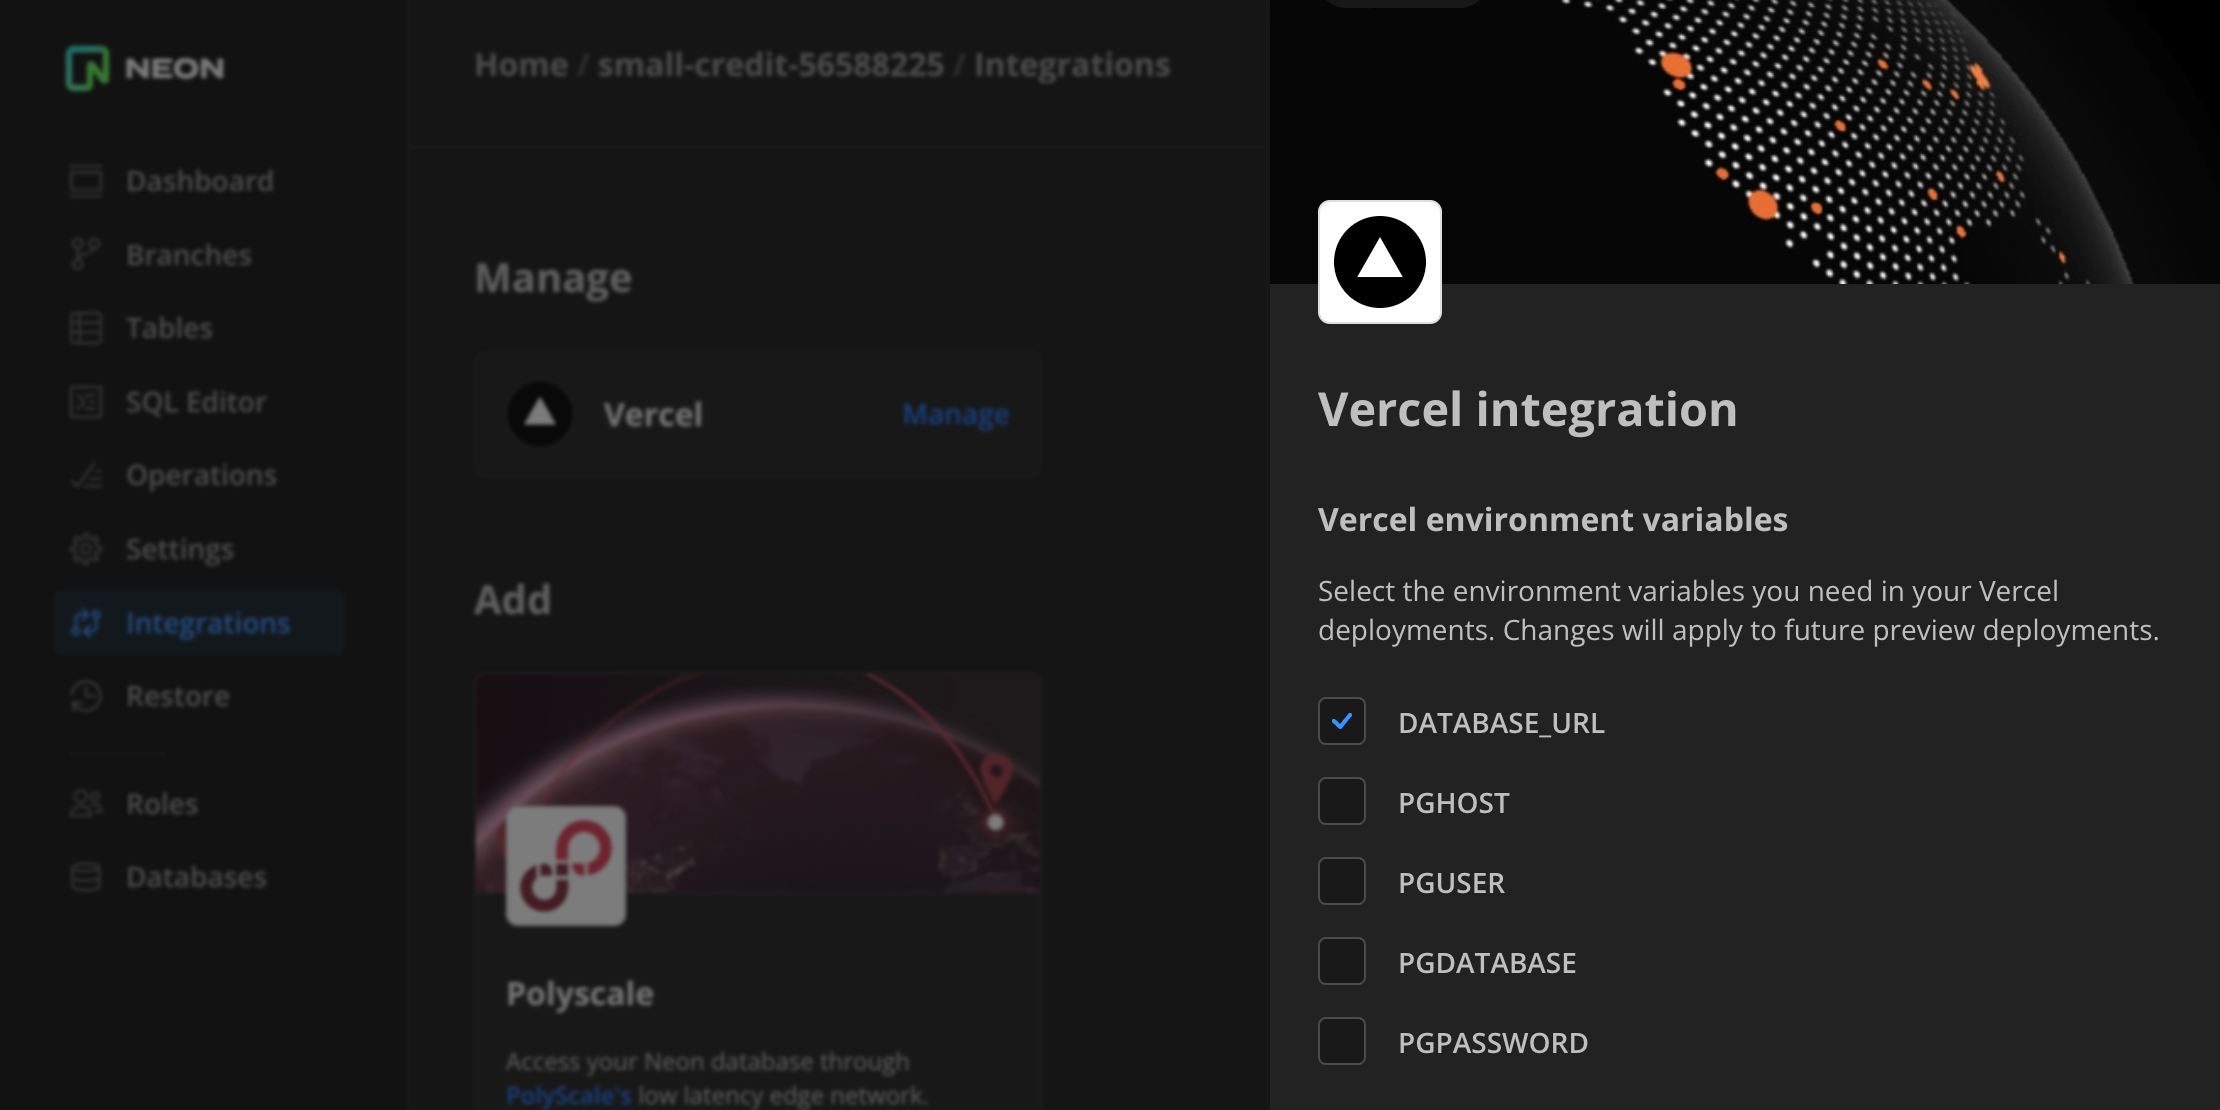 NEON
Dashboard
Branches
Tables
SQL Editor
Operations
Settings
Integrations
Restore
Roles
Databases
Home / small-credit-56588225 / Integrations
Manage
Vercel
Manage
Add
Polyscale
Access your Neon database through
PolyScale's low latency edge network.
Vercel integration
Vercel environment variables
Select the environment variables you need in your Vercel
deployments. Changes will apply to future preview deployments.
DATABASE_URL
PGHOST
PGUSER
PGDATABASE
PGPASSWORD